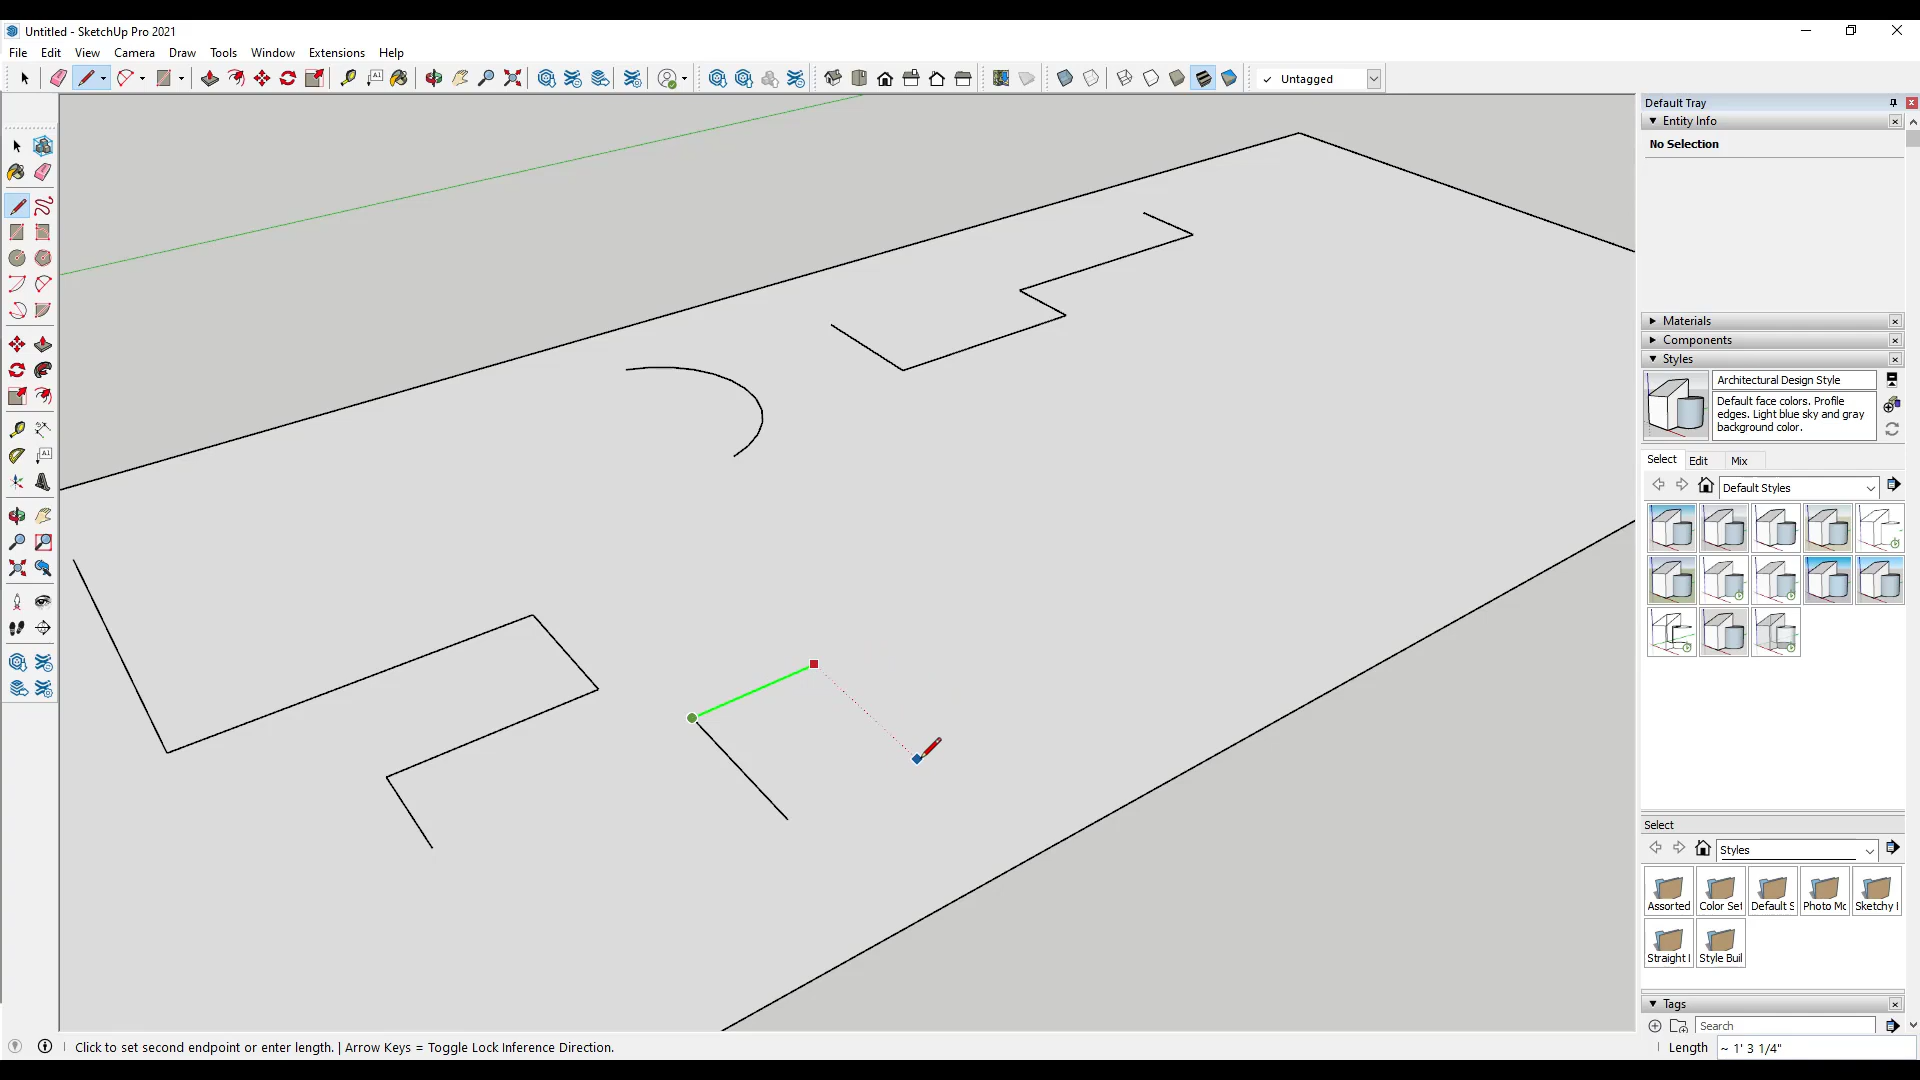 Untitled - SketchUp Pro 2021
File Edit View Camera Draw Tools Window Extensions Help
A1
✓ Untagged
A1
Default Tray
Entity Info
No Selection
Materials
Components
Styles
Architectural Design Style
Default face colors. Profile
edges. Light blue sky and gray
background color.
Select Edit Mix
Default Styles
Select
Styles
Assorted Color Set Default S Photo Mc Sketchy I
Straight I Style Buil
Tags
Search
Click to set second endpoint or enter length. | Arrow Keys = Toggle Lock Inference Direction.
Length ~ 1' 3 1/4"